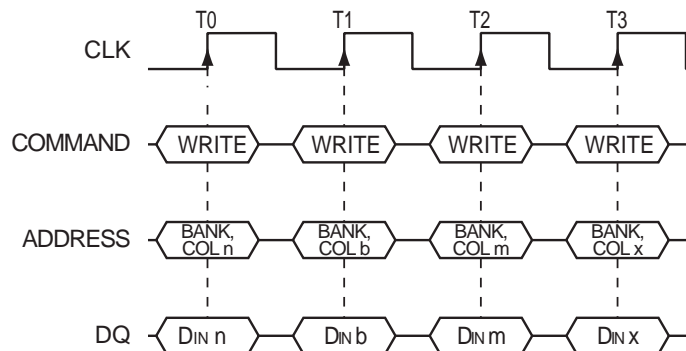 T0 T1 T2 T3
CLK
COMMAND WRITE WRITE WRITE WRITE
ADDRESS BANK, COL n BANK, COL b BANK, COL m BANK, COL x
DQ DIN n DIN b DIN m DIN x